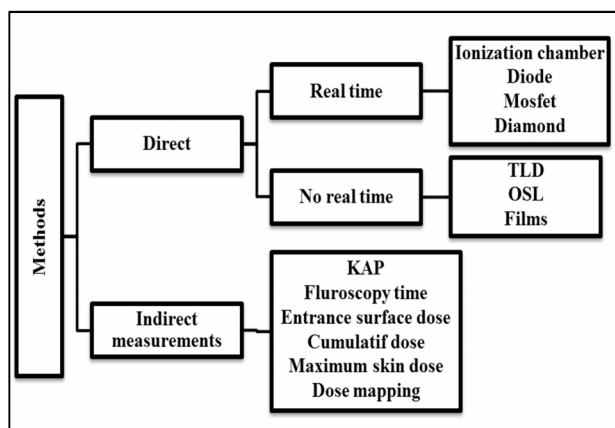 Methods
Direct
Real time
Ionization chamber
Diode
Mosfet
Diamond
No real time
TLD
OSL
Films
Indirect
measurements
KAP
Fluroscopy time
Entrance surface dose
Cumulatif dose
Maximum skin dose
Dose mapping